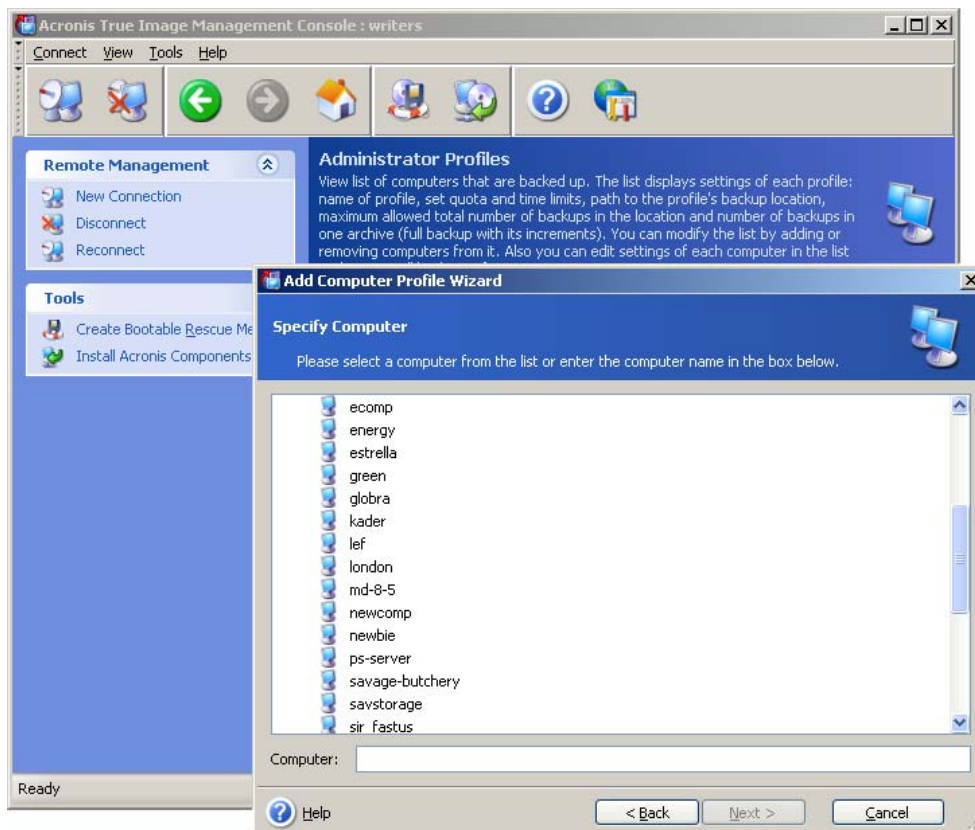 Acronis True Image Management Console : writers
Connect View Tools Help
Remote Management
New Connection
Disconnect
Reconnect
Tools
Create Bootable Rescue Me
Install Acronis Components
Administrator Profiles
View list of computers that are backed up. The list displays settings of each profile:
name of profile, set quota and time limits, path to the profile's backup location,
maximum allowed total number of backups in the location and number of backups in
one archive (full backup with its increments). You can modify the list by adding or
removing computers from it. Also you can edit settings of each computer in the list
Add Computer Profile Wizard
Specify Computer
Please select a computer from the list or enter the computer name in the box below.
ecomp
energy
estrella
green
globra
kader
lef
london
md-8-5
newcomp
newbie
ps-server
savage-butchery
savstorage
sir_fastus
Computer:
Help
< Back
Next >
Cancel
Ready